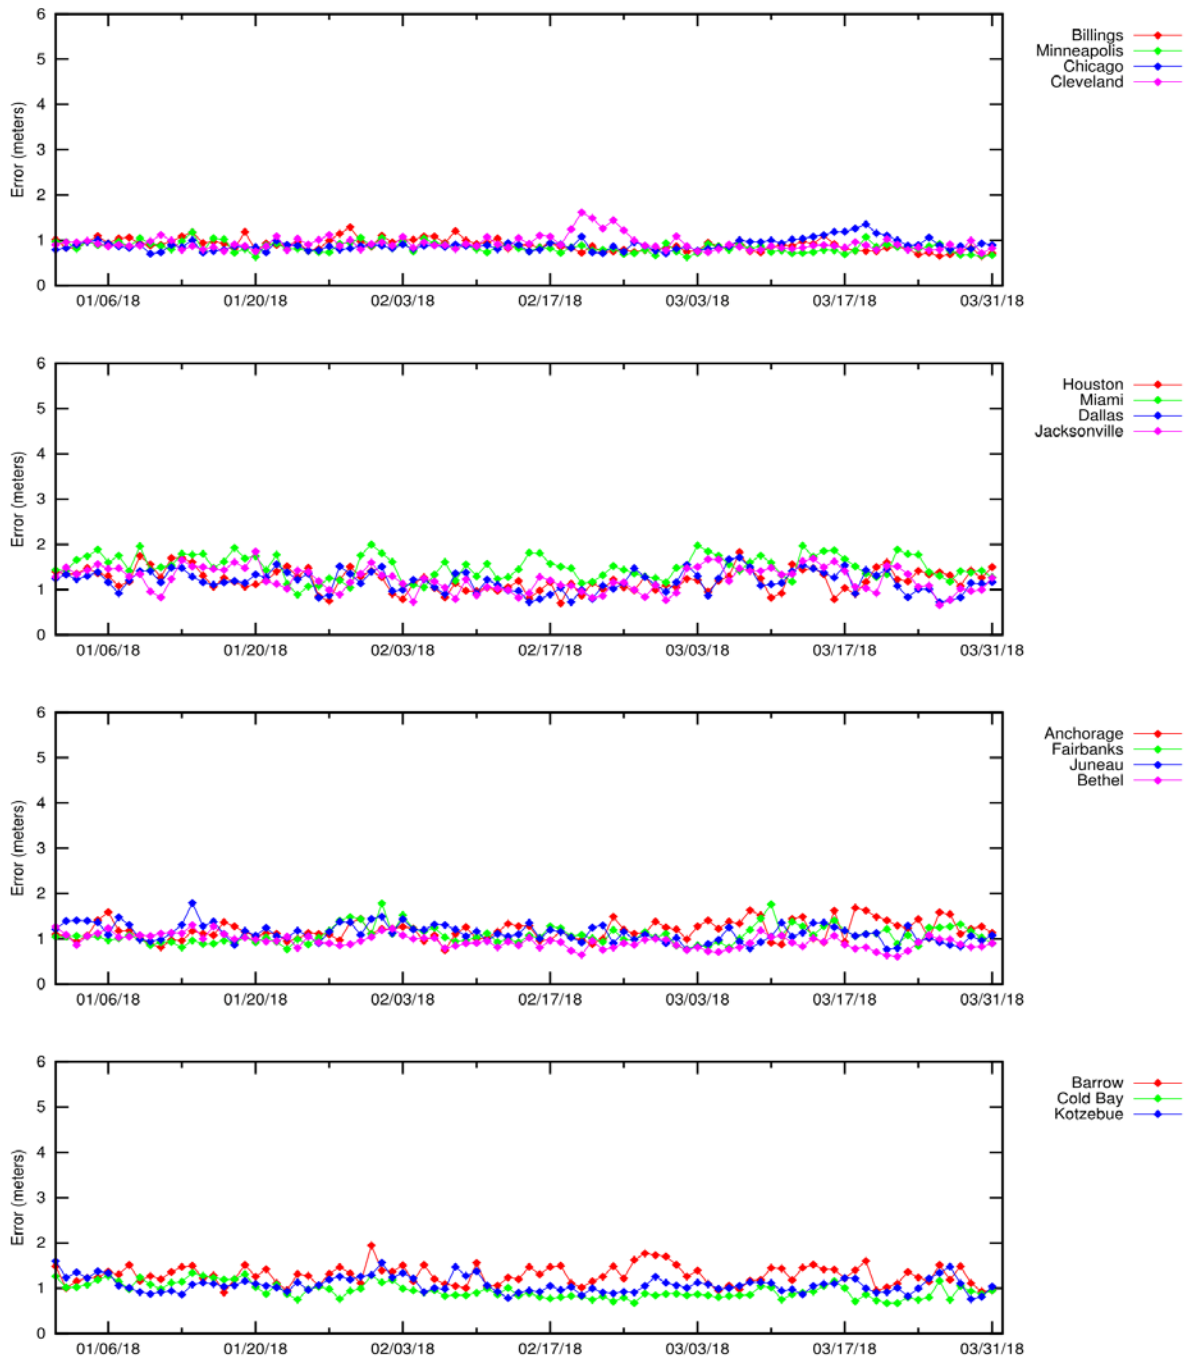 6
Billings
Minneapolis
Chicago
Cleveland
5
4
Error (meters)
3
2
1
0
01/06/18 01/20/18 02/03/18 02/17/18 03/03/18 03/17/18 03/31/18
6
Houston
Miami
Dallas
Jacksonville
5
4
Error (meters)
3
2
1
0
01/06/18 01/20/18 02/03/18 02/17/18 03/03/18 03/17/18 03/31/18
6
Anchorage
Fairbanks
Juneau
Bethel
5
4
Error (meters)
3
2
1
0
01/06/18 01/20/18 02/03/18 02/17/18 03/03/18 03/17/18 03/31/18
6
Barrow
Cold Bay
Kotzebue
5
4
Error (meters)
3
2
1
0
01/06/18 01/20/18 02/03/18 02/17/18 03/03/18 03/17/18 03/31/18